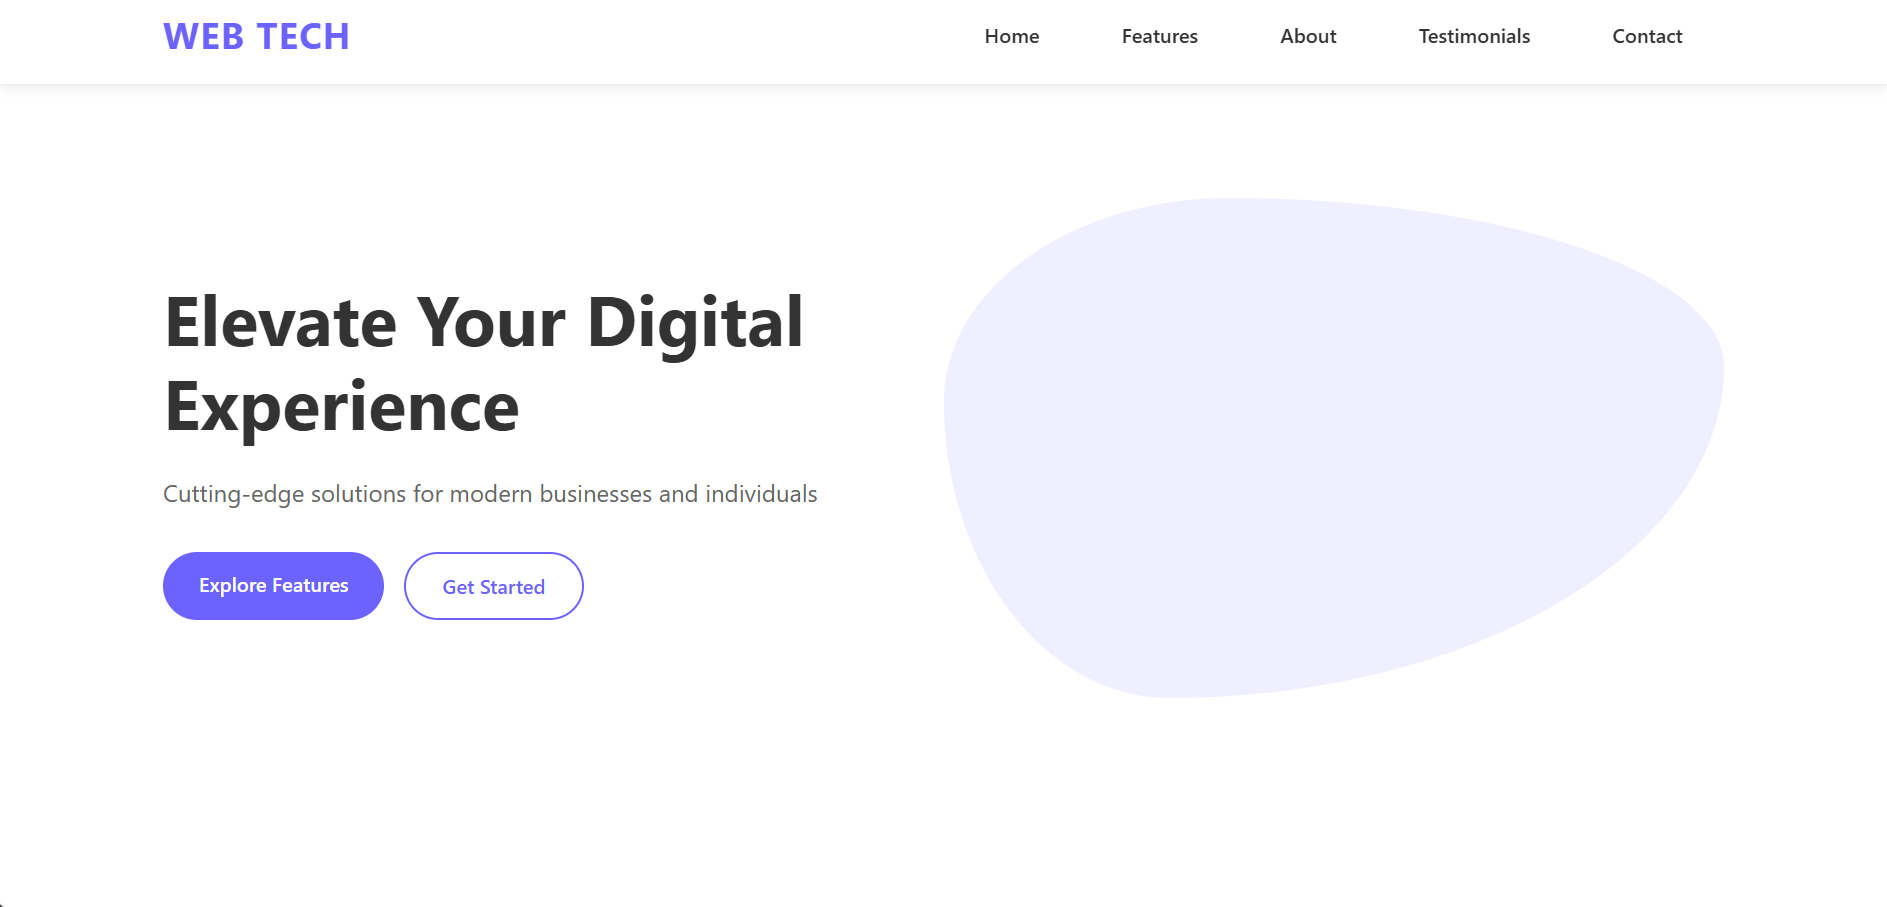 WEB TECH
Home Features About Testimonials Contact
Elevate Your Digital
Experience
Cutting-edge solutions for modern businesses and individuals
Explore Features Get Started